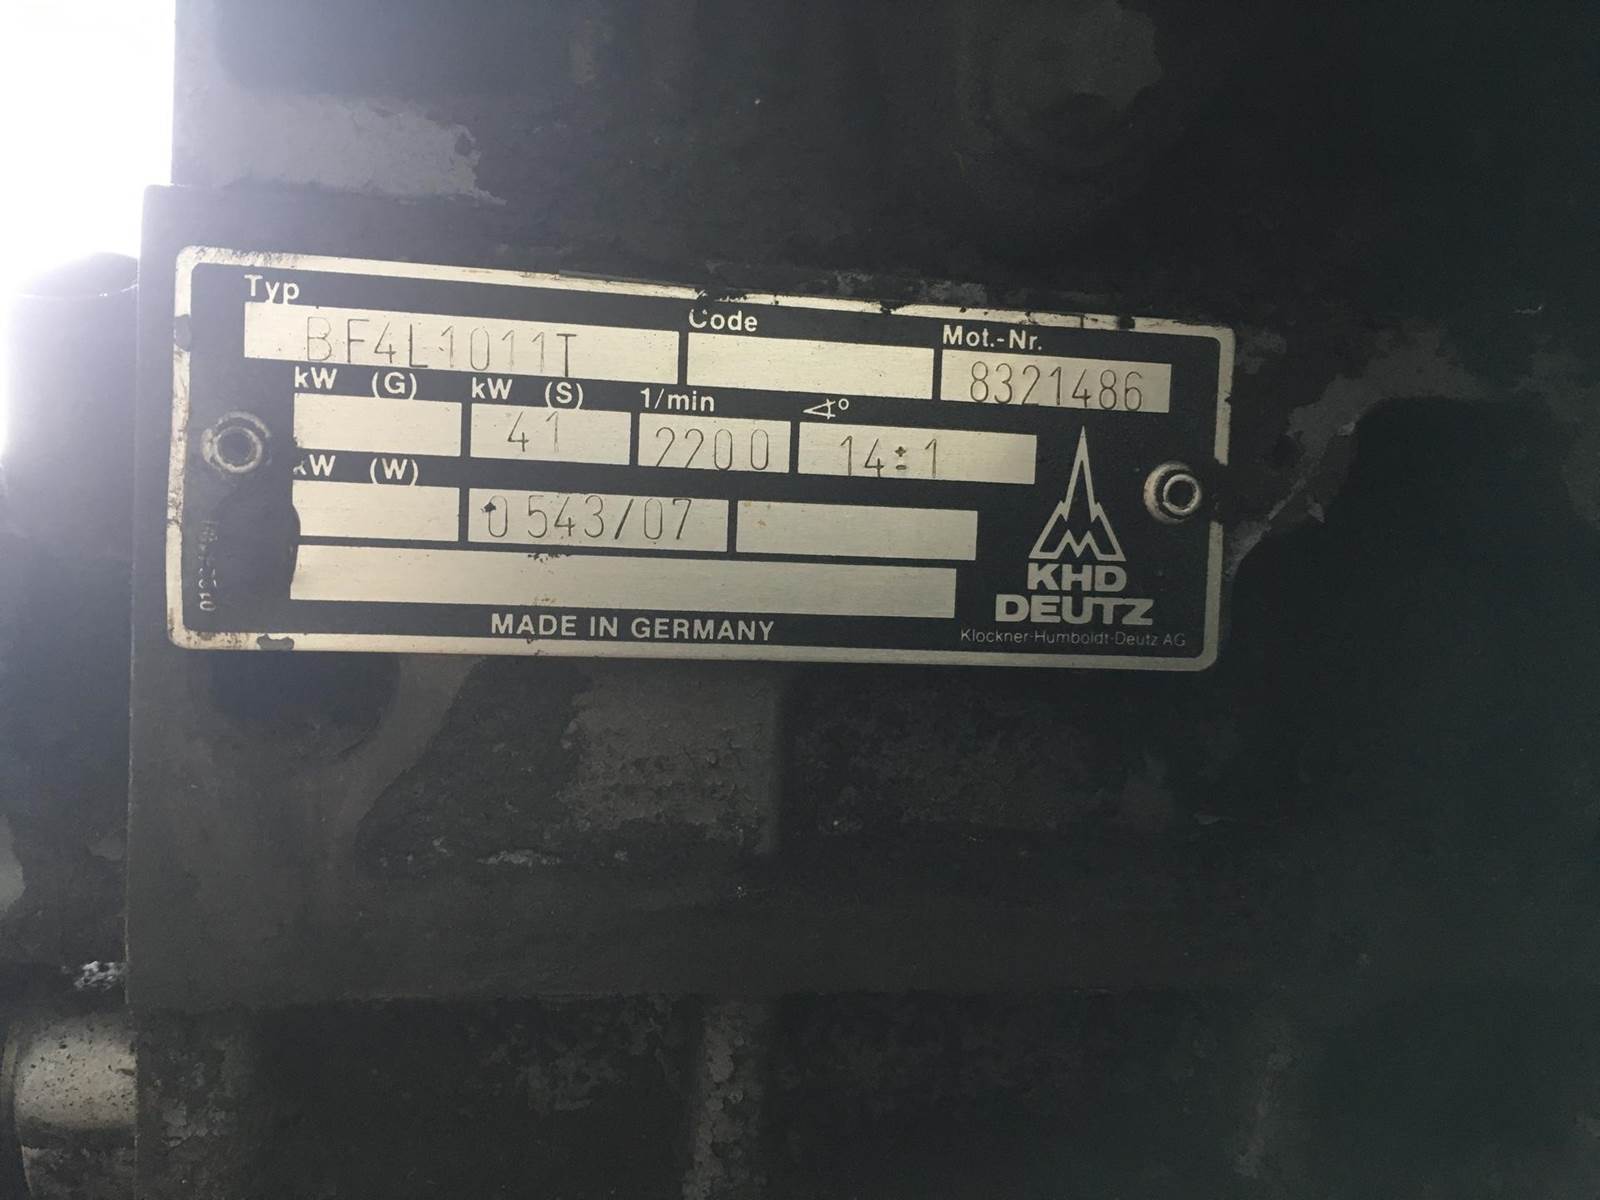 Typ Code Mot.-Nr.
BF4L1011T 8321486
kW (G) kW (S) 1/min ∢°
41 2200 14±1
kW (W)
0543/07
KHD
DEUTZ
MADE IN GERMANY
Klöckner-Humboldt-Deutz AG